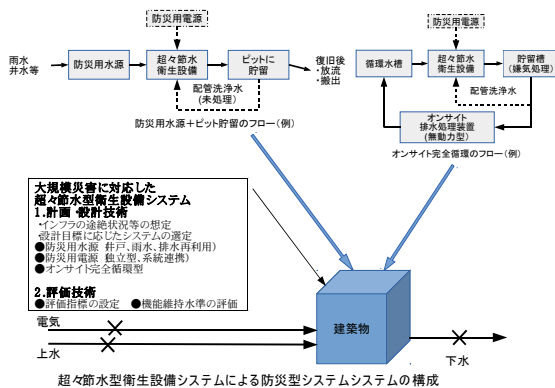 防災用電源
雨水
井水等
防災用水源
超々節水
衛生設備
ピットに
貯留
復旧後
・放流
・搬出
配管洗浄水
(未処理)
防災用水源+ピット貯留のフロー(例)
防災用電源
循環水槽
超々節水
衛生設備
貯留槽
(嫌気処理)
配管洗浄水
オンサイト
排水処理装置
(無動力型)
オンサイト完全循環のフロー(例)
大規模災害に対応した
超々節水型衛生設備システム
1.計画・設計技術
・インフラの途絶状況等の想定
・設計目標に応じたシステムの選定
●防災用水源 井戸、雨水、排水再利用)
●防災用電源 独立型、系統連携)
●オンサイト完全循環型
2.評価技術
●評価指標の設定 ●機能維持水準の評価
電気
上水
建築物
下水
超々節水型衛生設備システムによる防災型システムシステムの構成